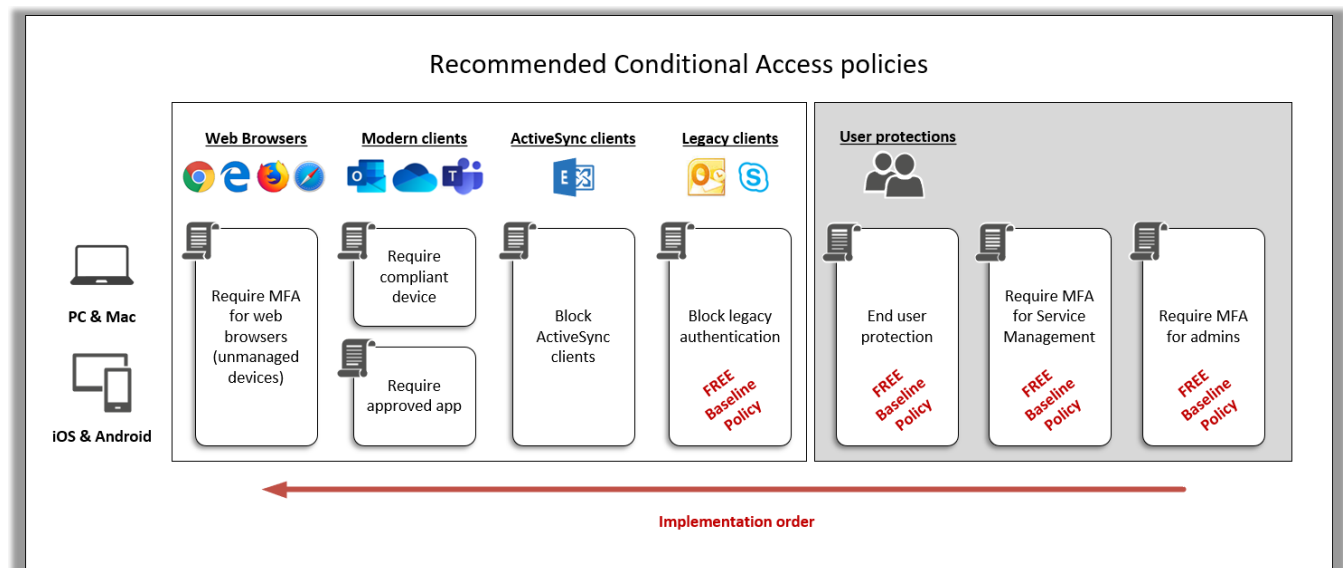 Recommended Conditional Access policies
Web Browsers
Modern clients
ActiveSync clients
Legacy clients
User protections
PC & Mac
iOS & Android
Require MFA
for web
browsers
(unmanaged
devices)
Require
compliant
device
Require
approved app
Block
ActiveSync
clients
Block legacy
authentication
FREE
Baseline
Policy
End user
protection
FREE
Baseline
Policy
Require MFA
for Service
Management
FREE
Baseline
Policy
Require MFA
for admins
FREE
Baseline
Policy
Implementation order